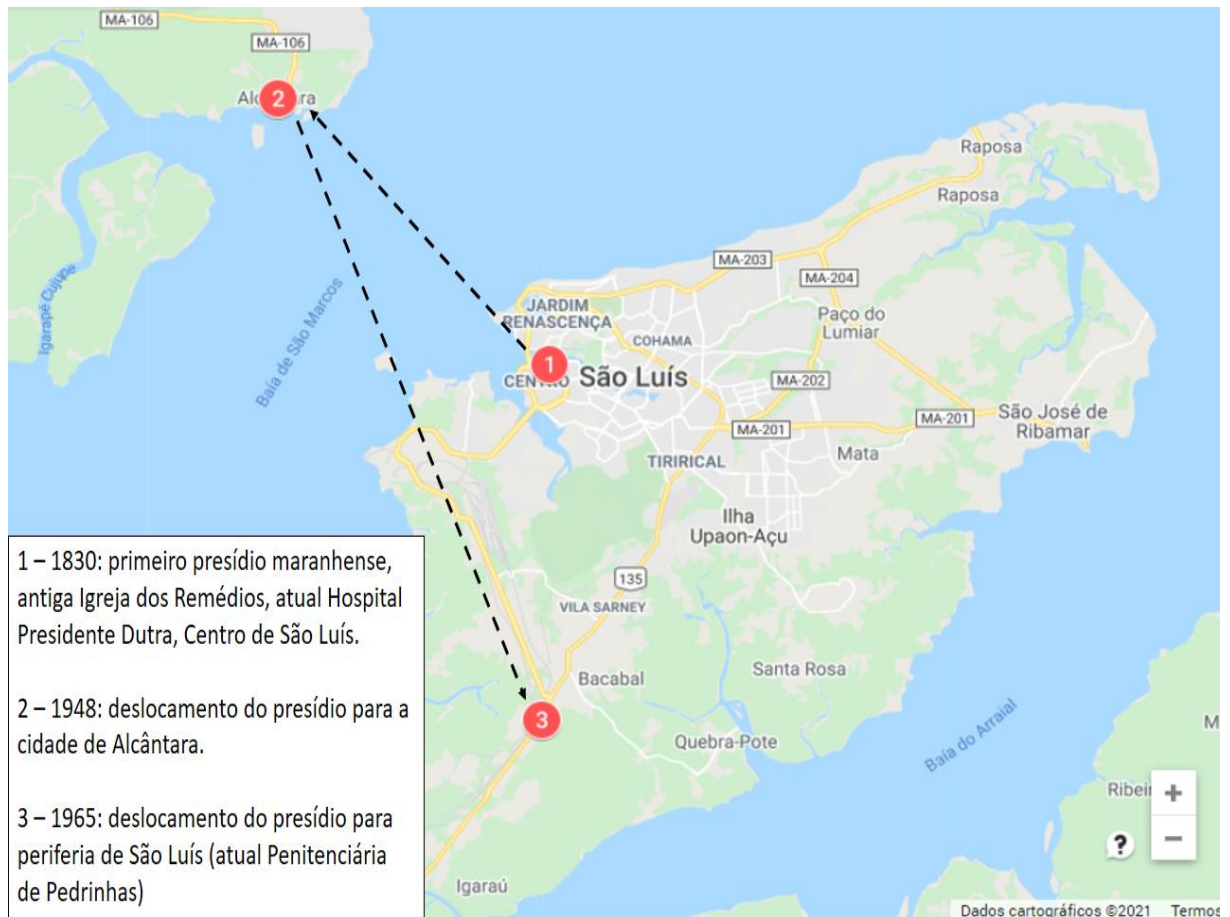 MA-106
MA-106
2
Raposa
Raposa
Igarapé Cujupe
Baía de São Marcos
MA-203
MA-204
JARDIM
RENASCENÇA
Paço do
Lumiar
COHAMA
1
CENTRO
São Luís
MA-202
São José de
Ribamar
MA-201
MA-201
Mata
TIRIRICAL
Ilha
Upaon-Açu
135
VILA SARNEY
Bacabal
Santa Rosa
3
Quebra-Pote
Baía do Arraial
Igaraú
1 – 1830: primeiro presídio maranhense,
antiga Igreja dos Remédios, atual Hospital
Presidente Dutra, Centro de São Luís.
2 – 1948: deslocamento do presídio para a
cidade de Alcântara.
3 – 1965: deslocamento do presídio para
periferia de São Luís (atual Penitenciária
de Pedrinhas)
+
−
?
Dados cartográficos ©2021 Termos